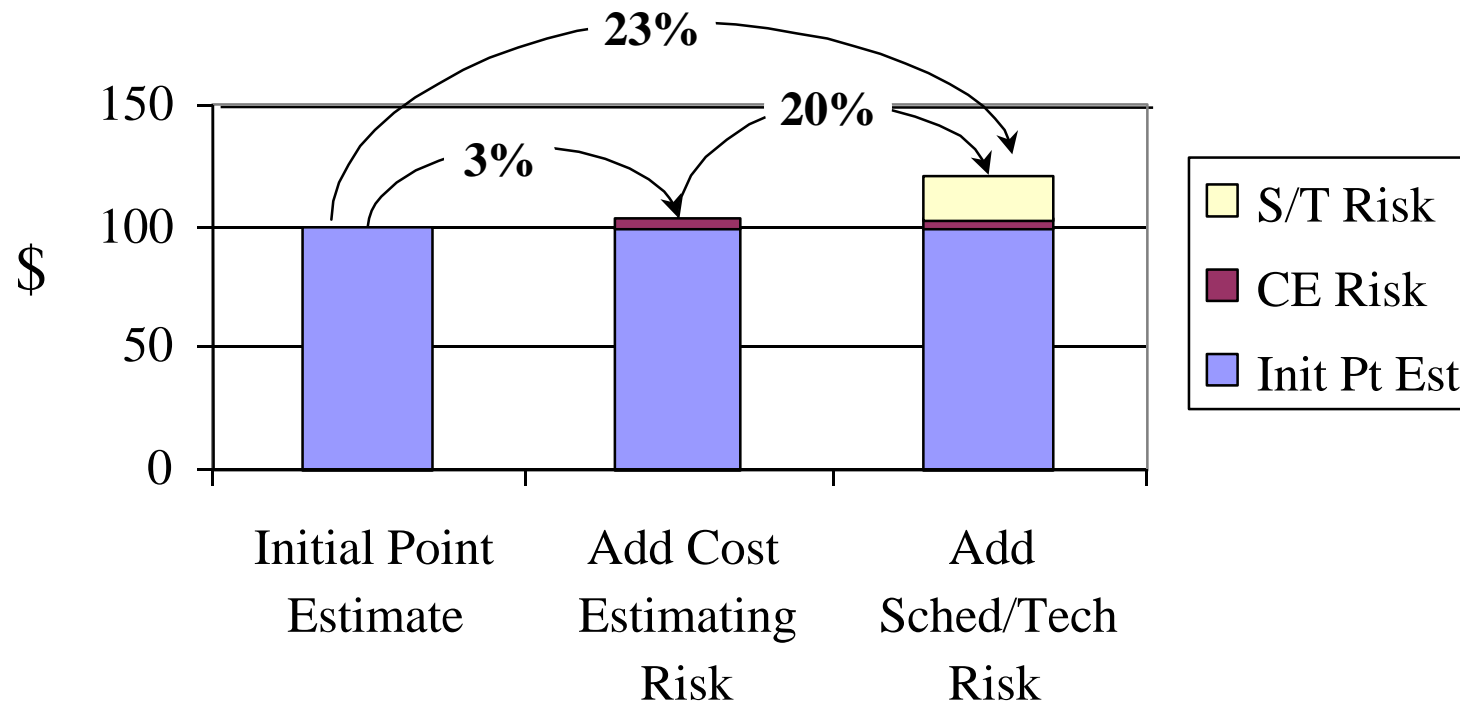 23%
150
20%
3%
100
50
0
$
S/T Risk
CE Risk
Init Pt Est
Initial Point
Estimate
Add Cost
Estimating
Risk
Add
Sched/Tech
Risk